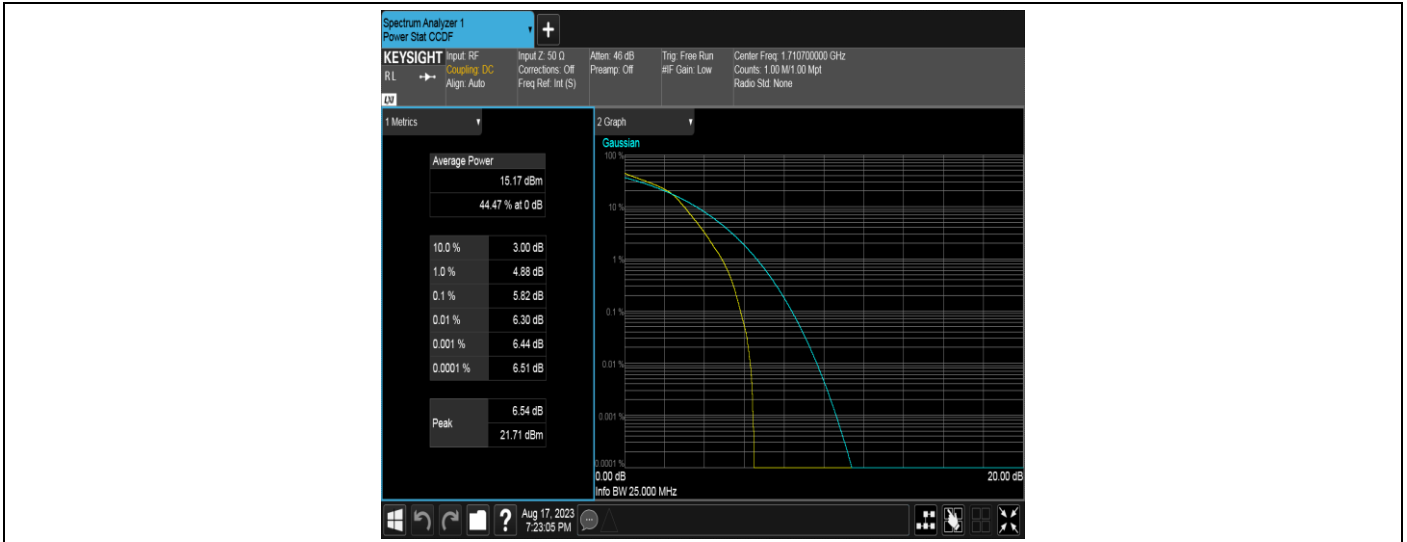 Spectrum Analyzer 1
Power Stat CCDF
+
KEYSIGHT Input: RF Input Z: 50 Ω Atten: 46 dB Trig: Free Run Center Freq: 1.710700000 GHz
RL Coupling: DC Corrections: Off Preamp: Off #IF Gain: Low Counts: 1.00 M/1.00 Mpt
Align: Auto Freq Ref: Int (S) Radio Std: None
LXI
1 Metrics
Average Power
15.17 dBm
44.47 % at 0 dB
10.0 % 3.00 dB
1.0 % 4.88 dB
0.1 % 5.82 dB
0.01 % 6.30 dB
0.001 % 6.44 dB
0.0001 % 6.51 dB
Peak 6.54 dB
21.71 dBm
2 Graph
Gaussian
100 %
10 %
1 %
0.1 %
0.01 %
0.001 %
0.0001 %
0.00 dB 20.00 dB
Info BW 25.000 MHz
? Aug 17, 2023
7:23:05 PM